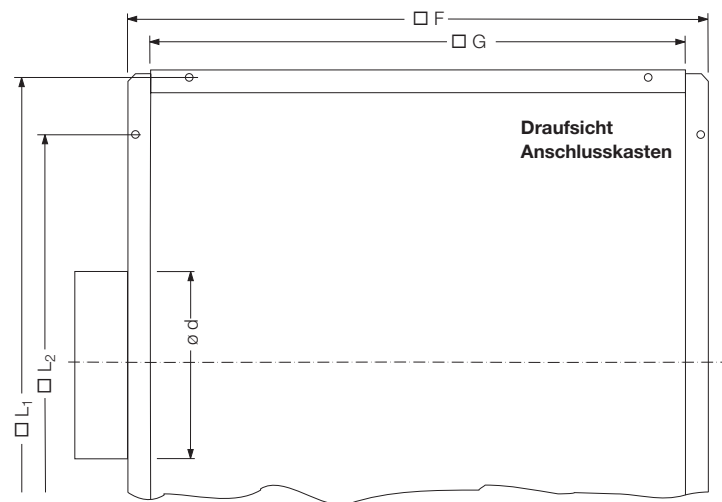 □ F
□ G
Draufsicht
Anschlusskasten
ø d
□ L₂
□ L₁